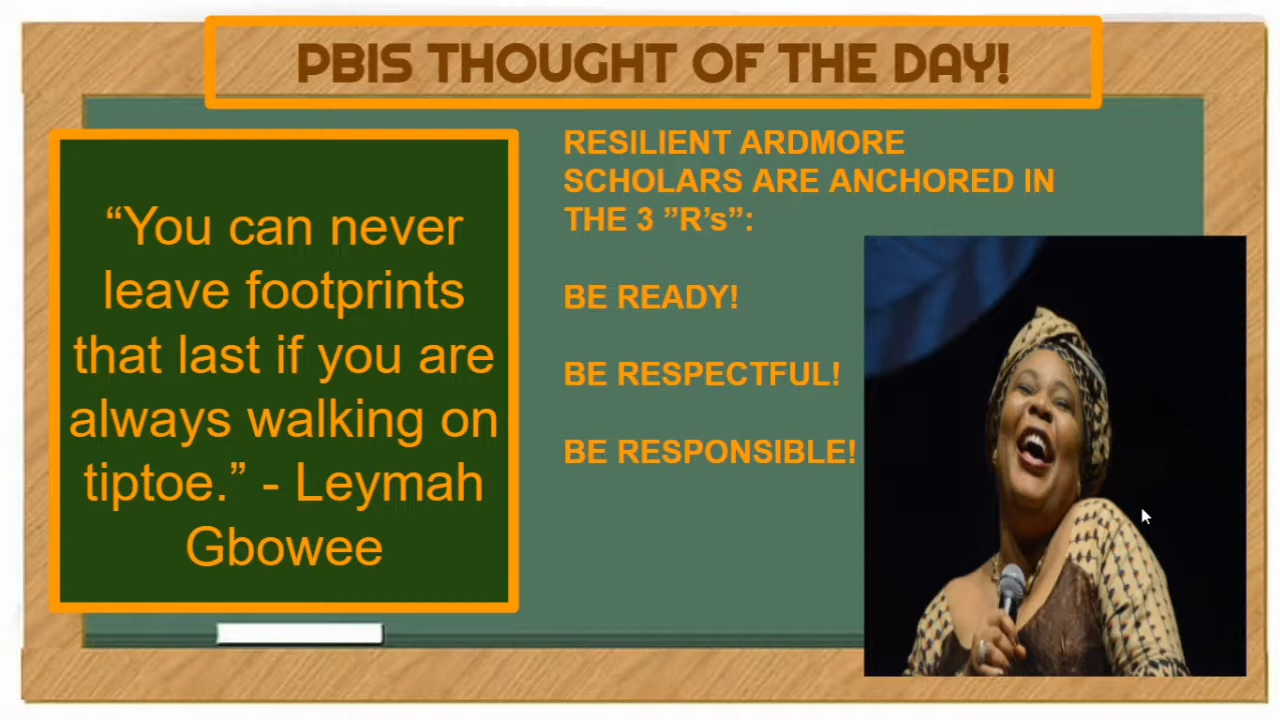 PBIS THOUGHT OF THE DAY!
“You can never
leave footprints
that last if you are
always walking on
tiptoe.” - Leymah
Gbowee
RESILIENT ARDMORE
SCHOLARS ARE ANCHORED IN
THE 3 ”R’s”:
BE READY!
BE RESPECTFUL!
BE RESPONSIBLE!